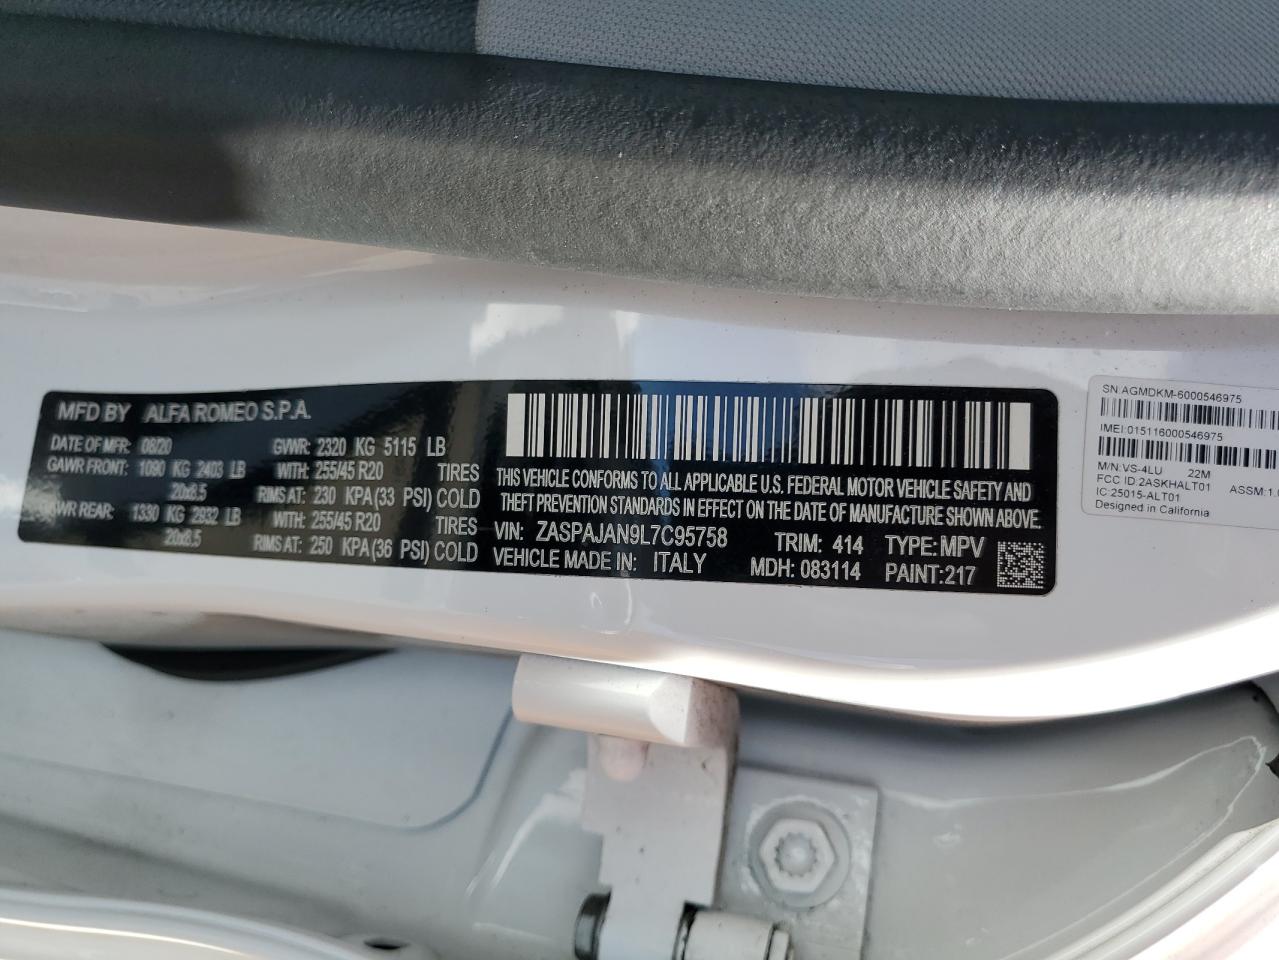 MFD BY ALFA ROMEO S.P.A.
DATE OF MFR: 08/20 GVWR: 2320 KG 5115 LB
GAWR FRONT: 1090 KG 2403 LB WITH: 255/45 R20 TIRES
20x8.5 RIMS AT: 230 KPA(33 PSI) COLD
GAWR REAR: 1330 KG 2932 LB WITH: 255/45 R20 TIRES
20x8.5 RIMS AT: 250 KPA(36 PSI) COLD
THIS VEHICLE CONFORMS TO ALL APPLICABLE U.S. FEDERAL MOTOR VEHICLE SAFETY AND
THEFT PREVENTION STANDARDS IN EFFECT ON THE DATE OF MANUFACTURE SHOWN ABOVE.
VIN: ZASPAJAN9L7C95758 TRIM: 414 TYPE: MPV
VEHICLE MADE IN: ITALY MDH: 083114 PAINT: 217
SN AGMDKM-6000546975
IMEI:015116000546975
M/N: VS-4LU 22M
FCC ID: 2ASKHALT01
IC: 25015-ALT01 ASSM:
Designed in California